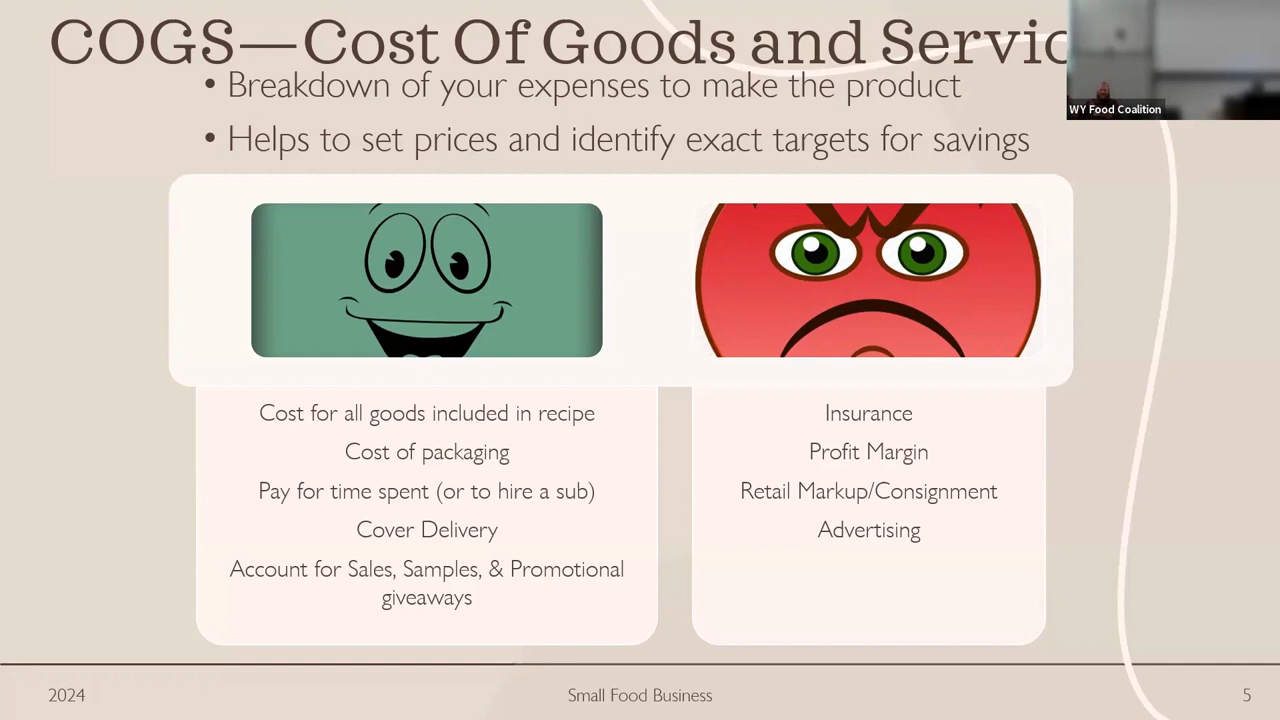 COGS—Cost Of Goods and Servic
WY Food Coalition
• Breakdown of your expenses to make the product
• Helps to set prices and identify exact targets for savings
Cost for all goods included in recipe
Cost of packaging
Pay for time spent (or to hire a sub)
Cover Delivery
Account for Sales, Samples, & Promotional
giveaways
Insurance
Profit Margin
Retail Markup/Consignment
Advertising
2024
Small Food Business
5